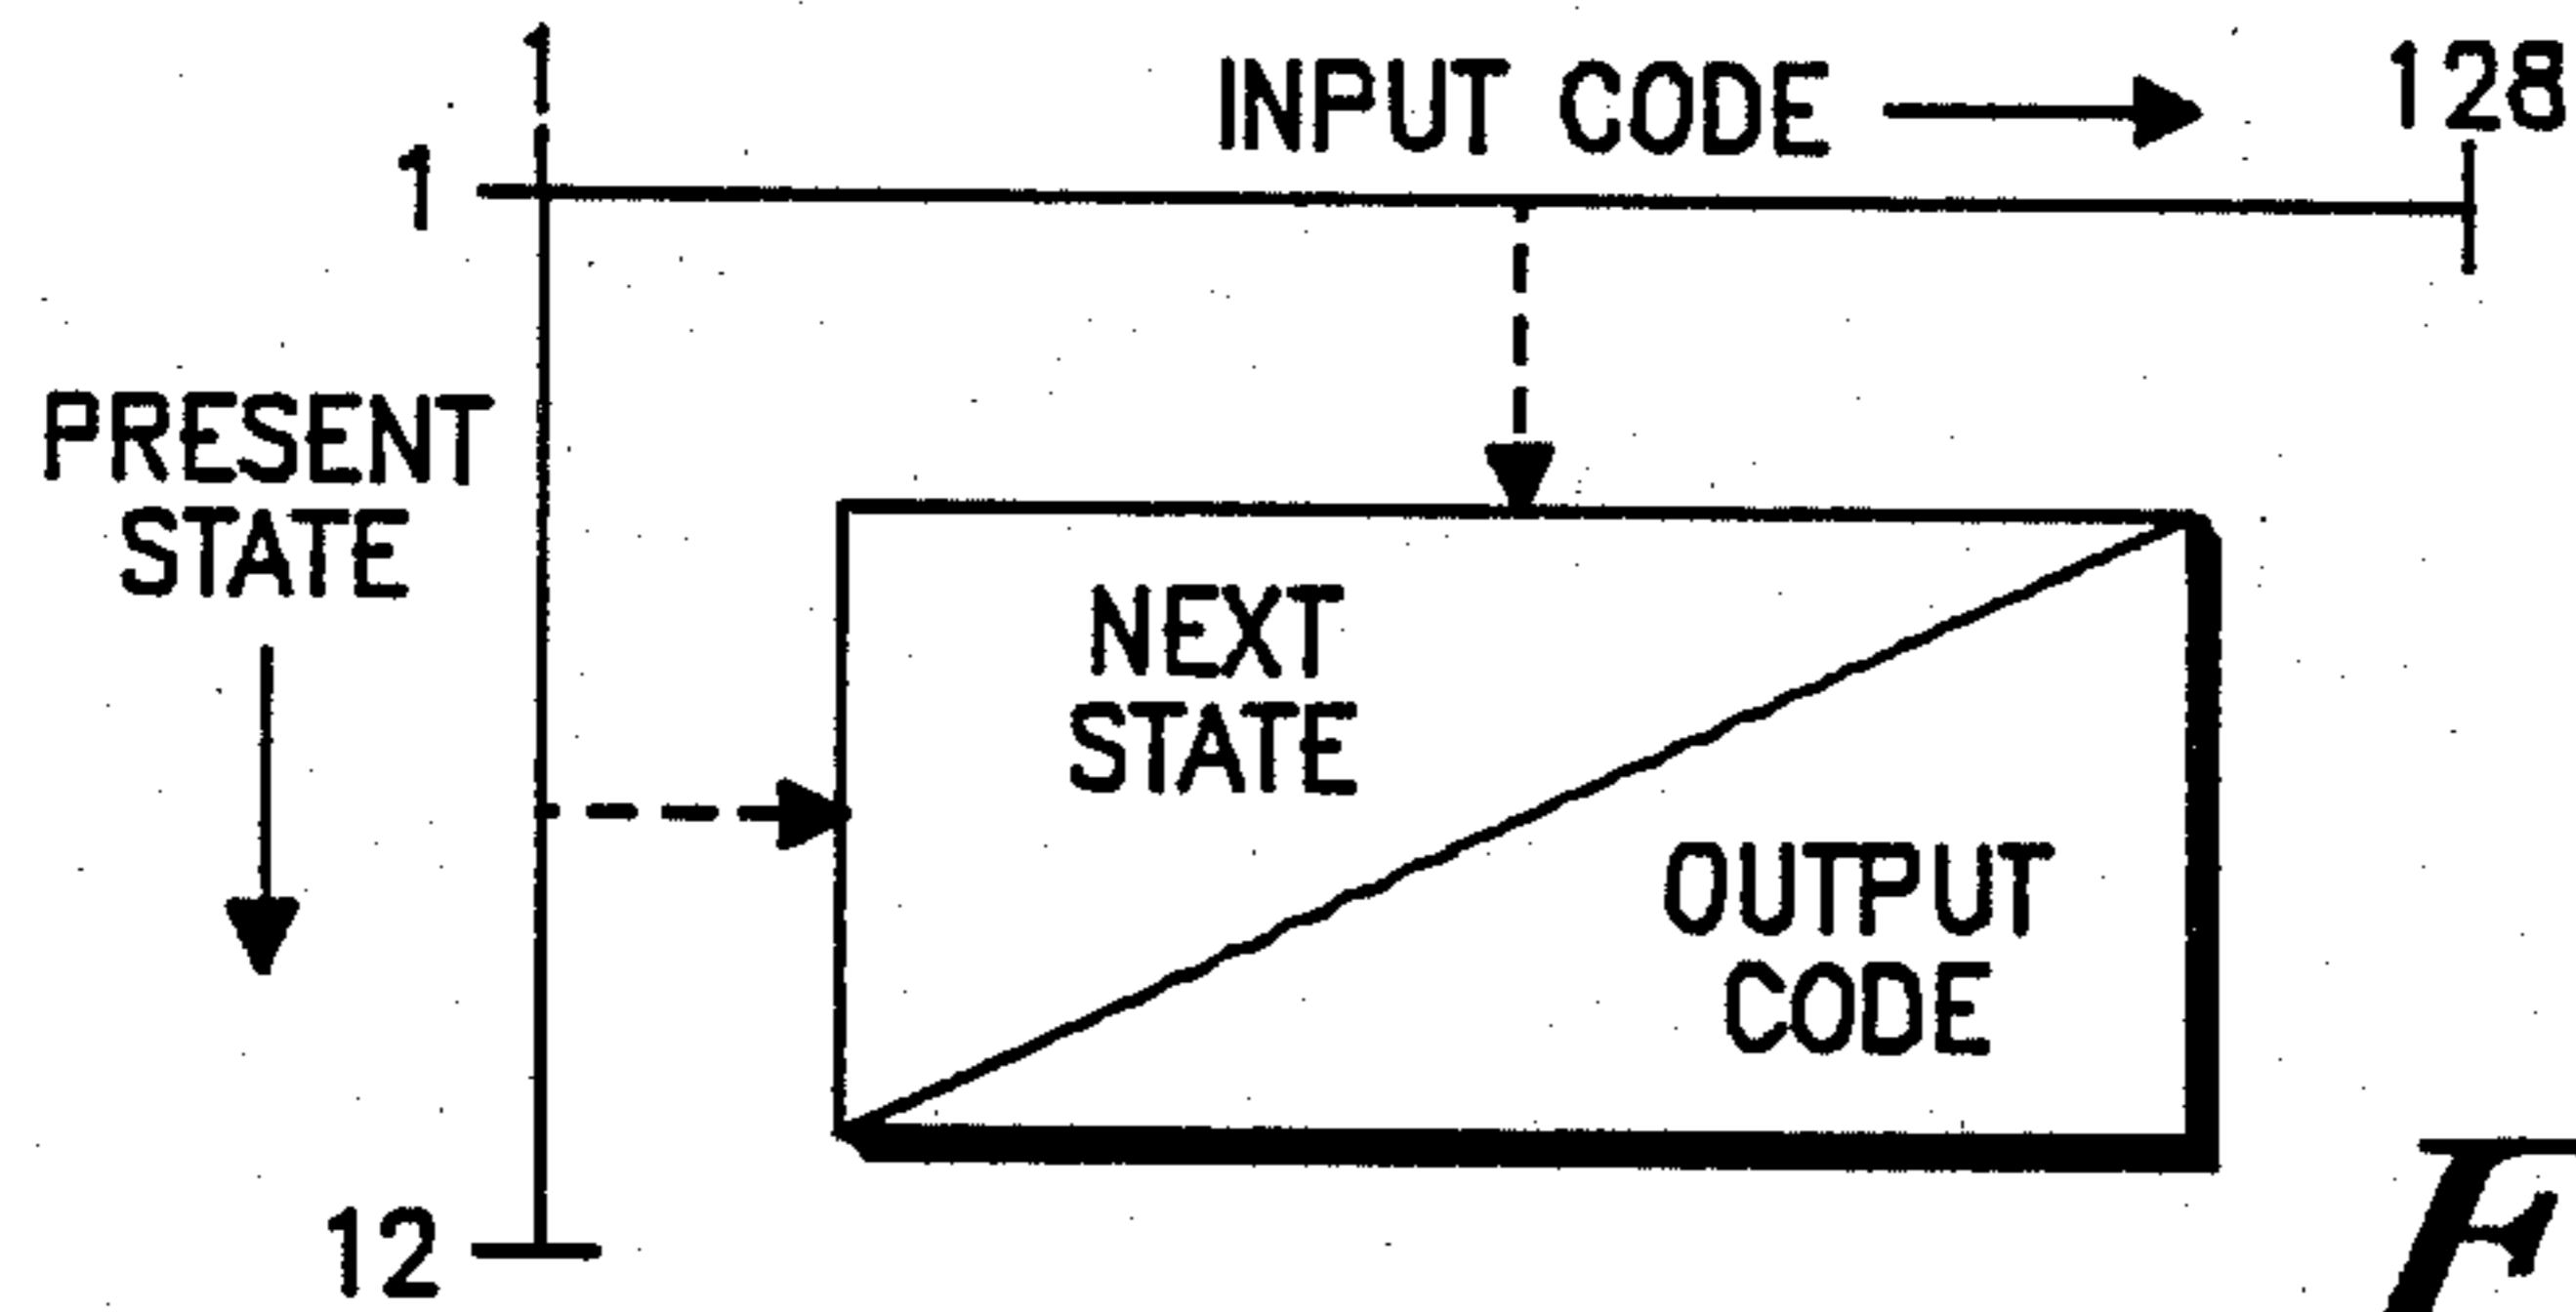 1
INPUT CODE
128
1
PRESENT
STATE
NEXT
STATE
OUTPUT
CODE
12
F